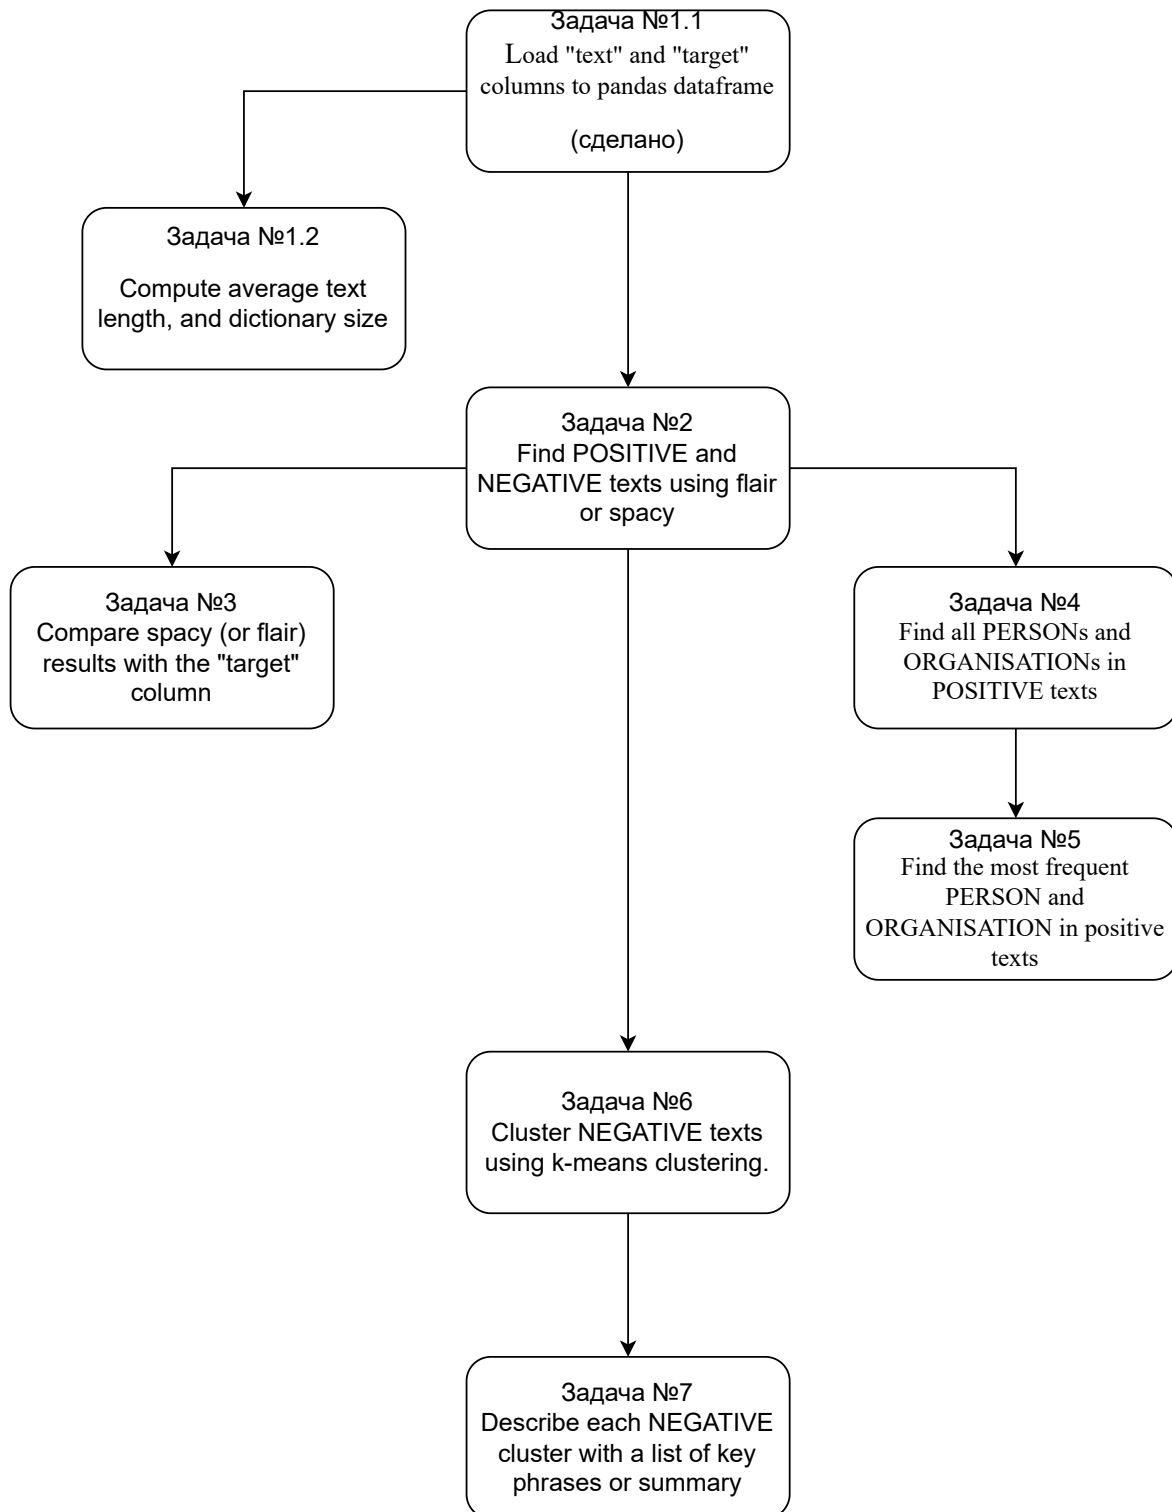 Задача №1.1
Load "text" and "target"
columns to pandas dataframe
(сделано)
Задача №1.2
Compute average text
length, and dictionary size
Задача №2
Find POSITIVE and
NEGATIVE texts using flair
or spacy
Задача №3
Compare spacy (or flair)
results with the "target"
column
Задача №4
Find all PERSONs and
ORGANISATIONs in
POSITIVE texts
Задача №5
Find the most frequent
PERSON and
ORGANISATION in positive
texts
Задача №6
Cluster NEGATIVE texts
using k-means clustering.
Задача №7
Describe each NEGATIVE
cluster with a list of key
phrases or summary